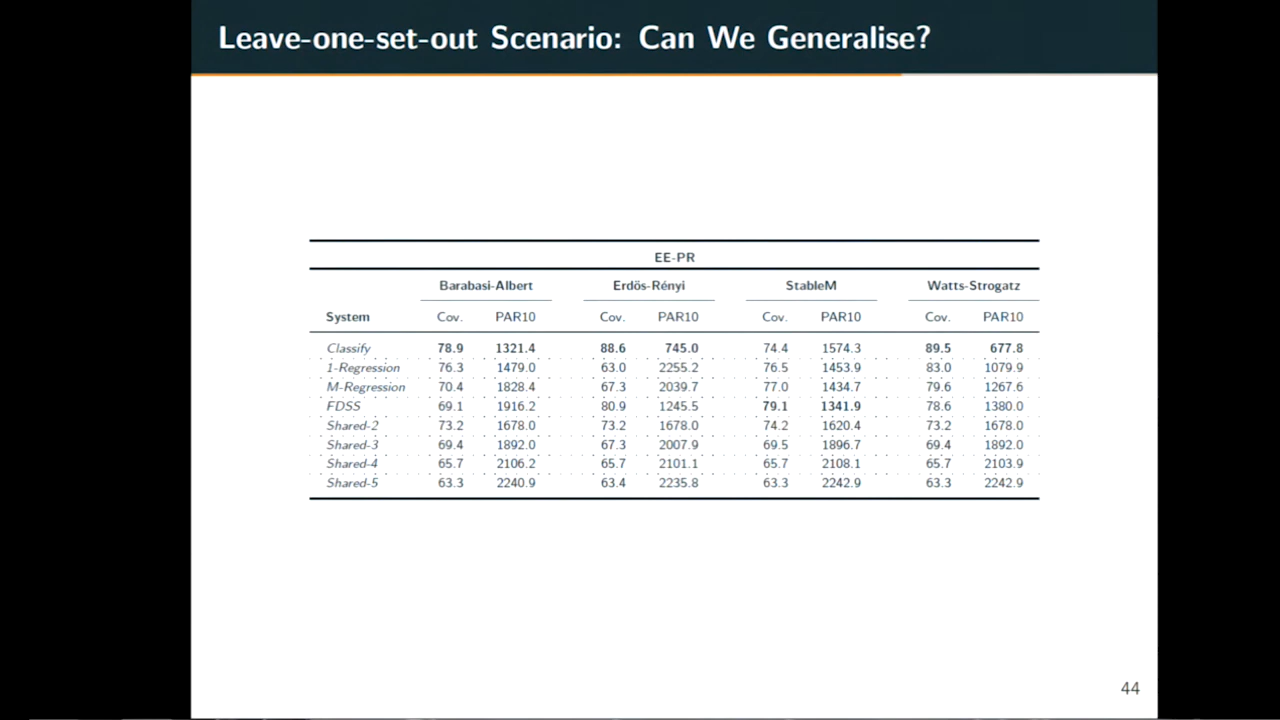 Leave-one-set-out Scenario: Can We Generalise?
EE-PR
Barabasi-Albert Erdös-Rényi StableM Watts-Strogatz
System Cov. PAR10 Cov. PAR10 Cov. PAR10 Cov. PAR10
Classify 78.9 1321.4 88.6 745.0 74.4 1574.3 89.5 677.8
1-Regression 76.3 1479.0 63.0 2255.2 76.5 1453.9 83.0 1079.9
M-Regression 70.4 1828.4 67.3 2039.7 77.0 1434.7 79.6 1267.6
FDSS 69.1 1916.2 80.9 1245.5 79.1 1341.9 78.6 1380.0
Shared-2 73.2 1678.0 73.2 1678.0 74.2 1620.4 73.2 1678.0
Shared-3 69.4 1892.0 67.3 2007.9 69.5 1896.7 69.4 1892.0
Shared-4 65.7 2106.2 65.7 2101.1 65.7 2108.1 65.7 2103.9
Shared-5 63.3 2240.9 63.4 2235.8 63.3 2242.9 63.3 2242.9
44